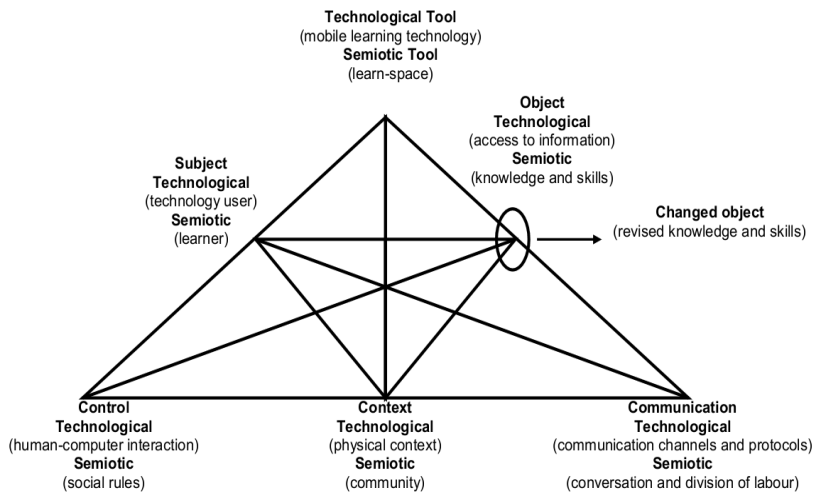 Technological Tool
(mobile learning technology)
Semiotic Tool
(learn-space)
Object
Technological
(access to information)
Semiotic
(knowledge and skills)
Subject
Technological
(technology user)
Semiotic
(learner)
Changed object
(revised knowledge and skills)
Control
Technological
(human-computer interaction)
Semiotic
(social rules)
Context
Technological
(physical context)
Semiotic
(community)
Communication
Technological
(communication channels and protocols)
Semiotic
(conversation and division of labour)